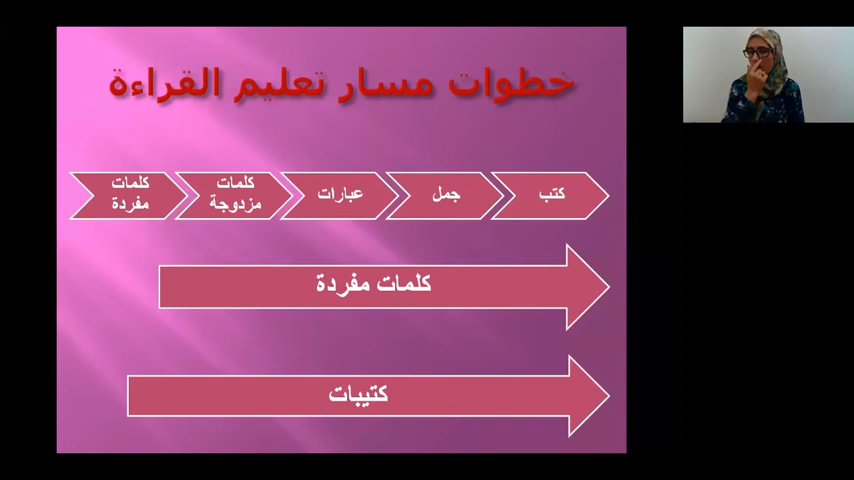 خطوات مسار تعليم القراءة
كلمات
مفردة
كلمات
مزدوجة
عبارات
جمل
كتب
كلمات مفردة
كتيبات